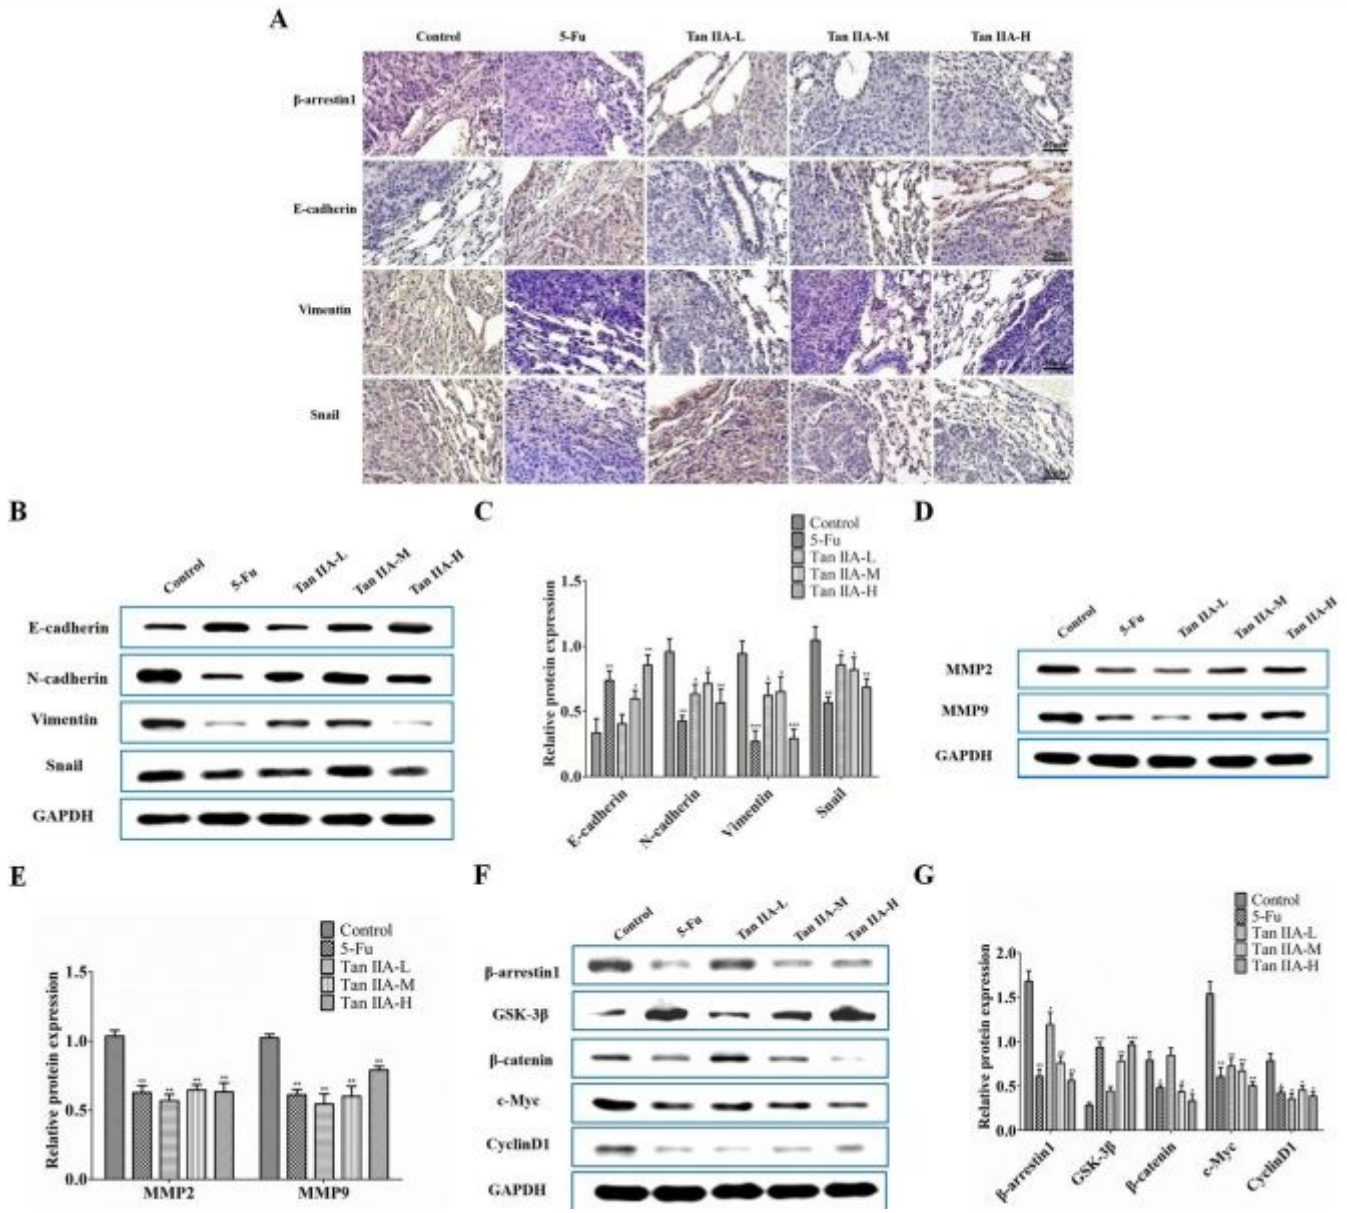 A
Control 5-Fu Tan IIA-L Tan IIA-M Tan IIA-H
β-arrestin1
E-cadherin
Vimentin
Snail
B
Control 5-Fu Tan IIA-L Tan IIA-M Tan IIA-H
E-cadherin
N-cadherin
Vimentin
Snail
GAPDH
C
Control
5-Fu
Tan IIA-L
Tan IIA-M
Tan IIA-H
Relative protein expression
1.5
1.0
0.5
0.0
E-cadherin N-cadherin Vimentin Snail
D
Control 5-Fu Tan IIA-L Tan IIA-M Tan IIA-H
MMP2
MMP9
GAPDH
E
Control
5-Fu
Tan IIA-L
Tan IIA-M
Tan IIA-H
Relative protein expression
1.5
1.0
0.5
0.0
MMP2 MMP9
F
Control 5-Fu Tan IIA-L Tan IIA-M Tan IIA-H
β-arrestin1
GSK-3β
β-catenin
c-Myc
CyclinD1
GAPDH
G
Control
5-Fu
Tan IIA-L
Tan IIA-M
Tan IIA-H
Relative protein expression
2.0
1.5
1.0
0.5
0.0
β-arrestin1 GSK-3β β-catenin c-Myc CyclinD1